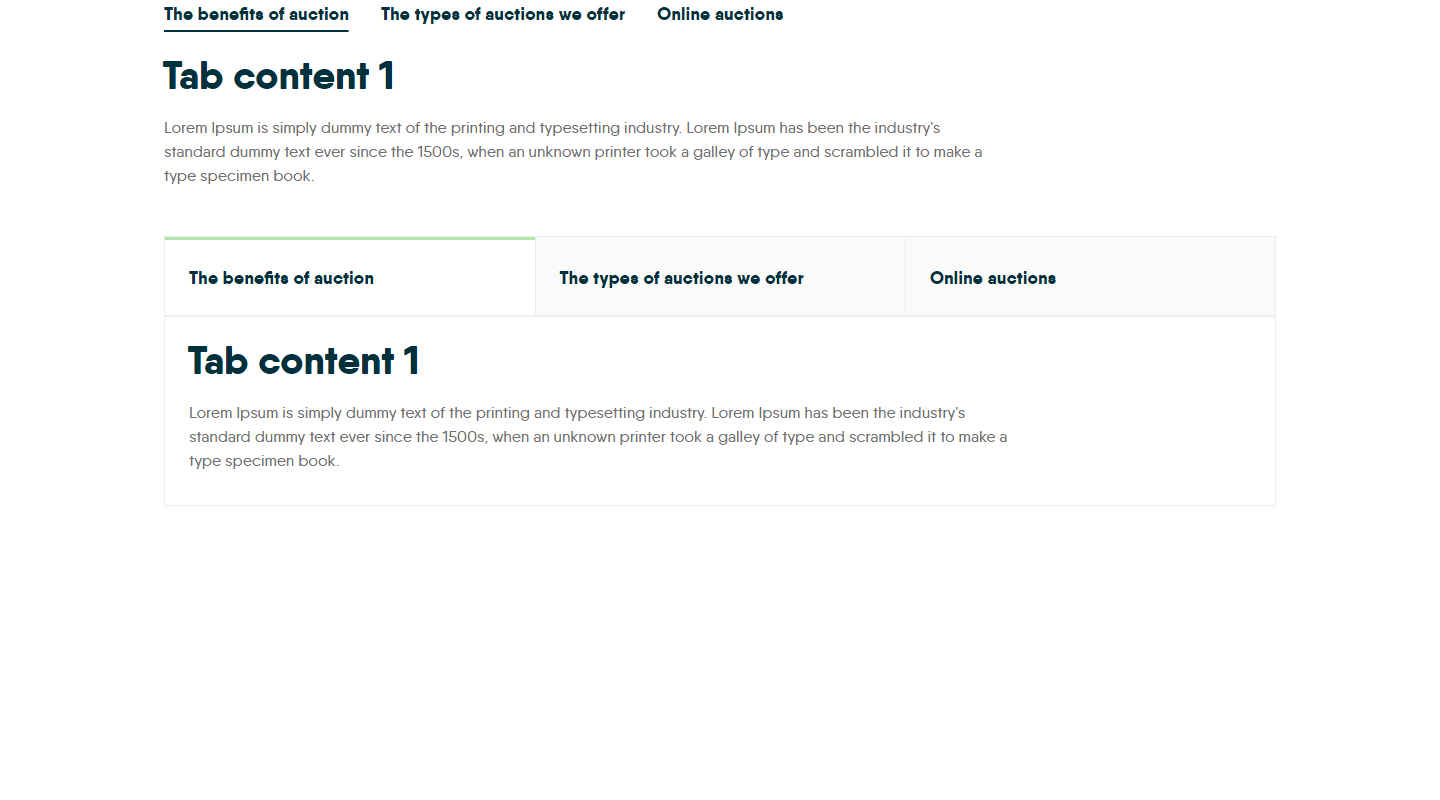 The benefits of auction The types of auctions we offer Online auctions
Tab content 1
Lorem Ipsum is simply dummy text of the printing and typesetting industry. Lorem Ipsum has been the industry's
standard dummy text ever since the 1500s, when an unknown printer took a galley of type and scrambled it to make a
type specimen book.
The benefits of auction The types of auctions we offer Online auctions
Tab content 1
Lorem Ipsum is simply dummy text of the printing and typesetting industry. Lorem Ipsum has been the industry's
standard dummy text ever since the 1500s, when an unknown printer took a galley of type and scrambled it to make a
type specimen book.